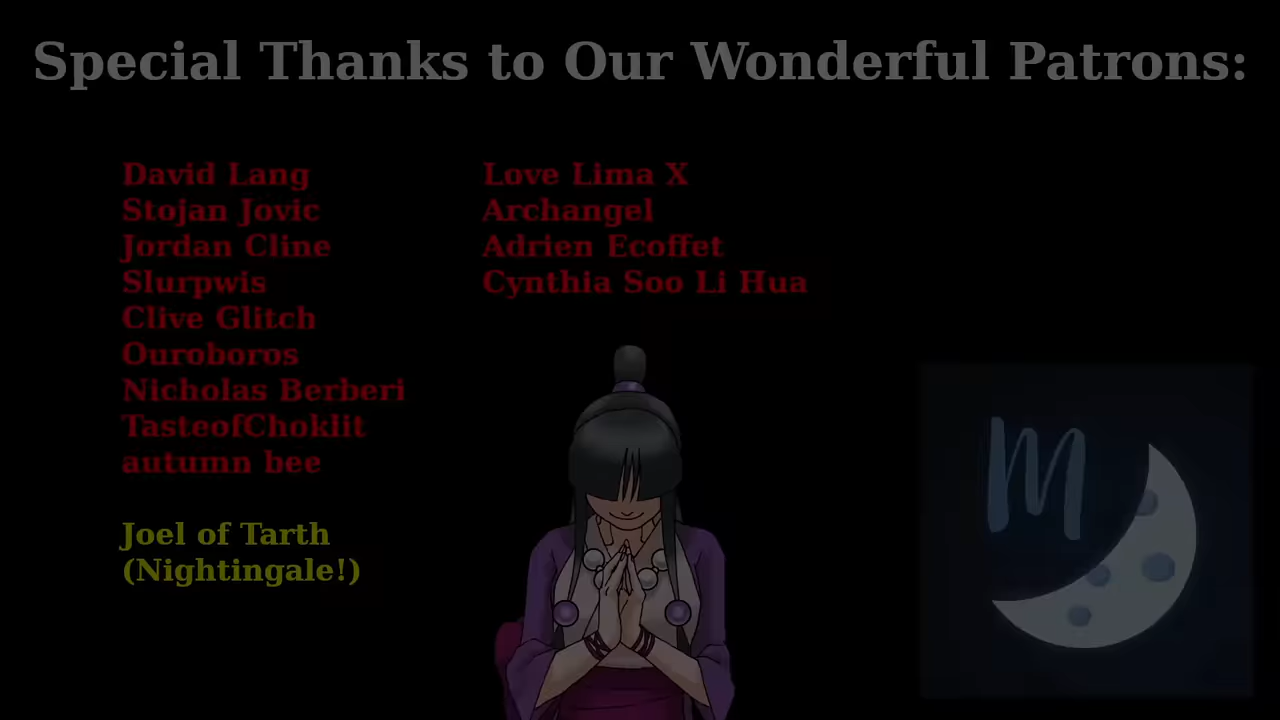 Special Thanks to Our Wonderful Patrons:
David Lang
Stojan Jovic
Jordan Cline
Slurpwis
Clive Glitch
Ouroboros
Nicholas Berberi
TasteofChoklit
autumn bee
Joel of Tarth
(Nightingale!)
Love Lima X
Archangel
Adrien Ecoffet
Cynthia Soo Li Hua
M